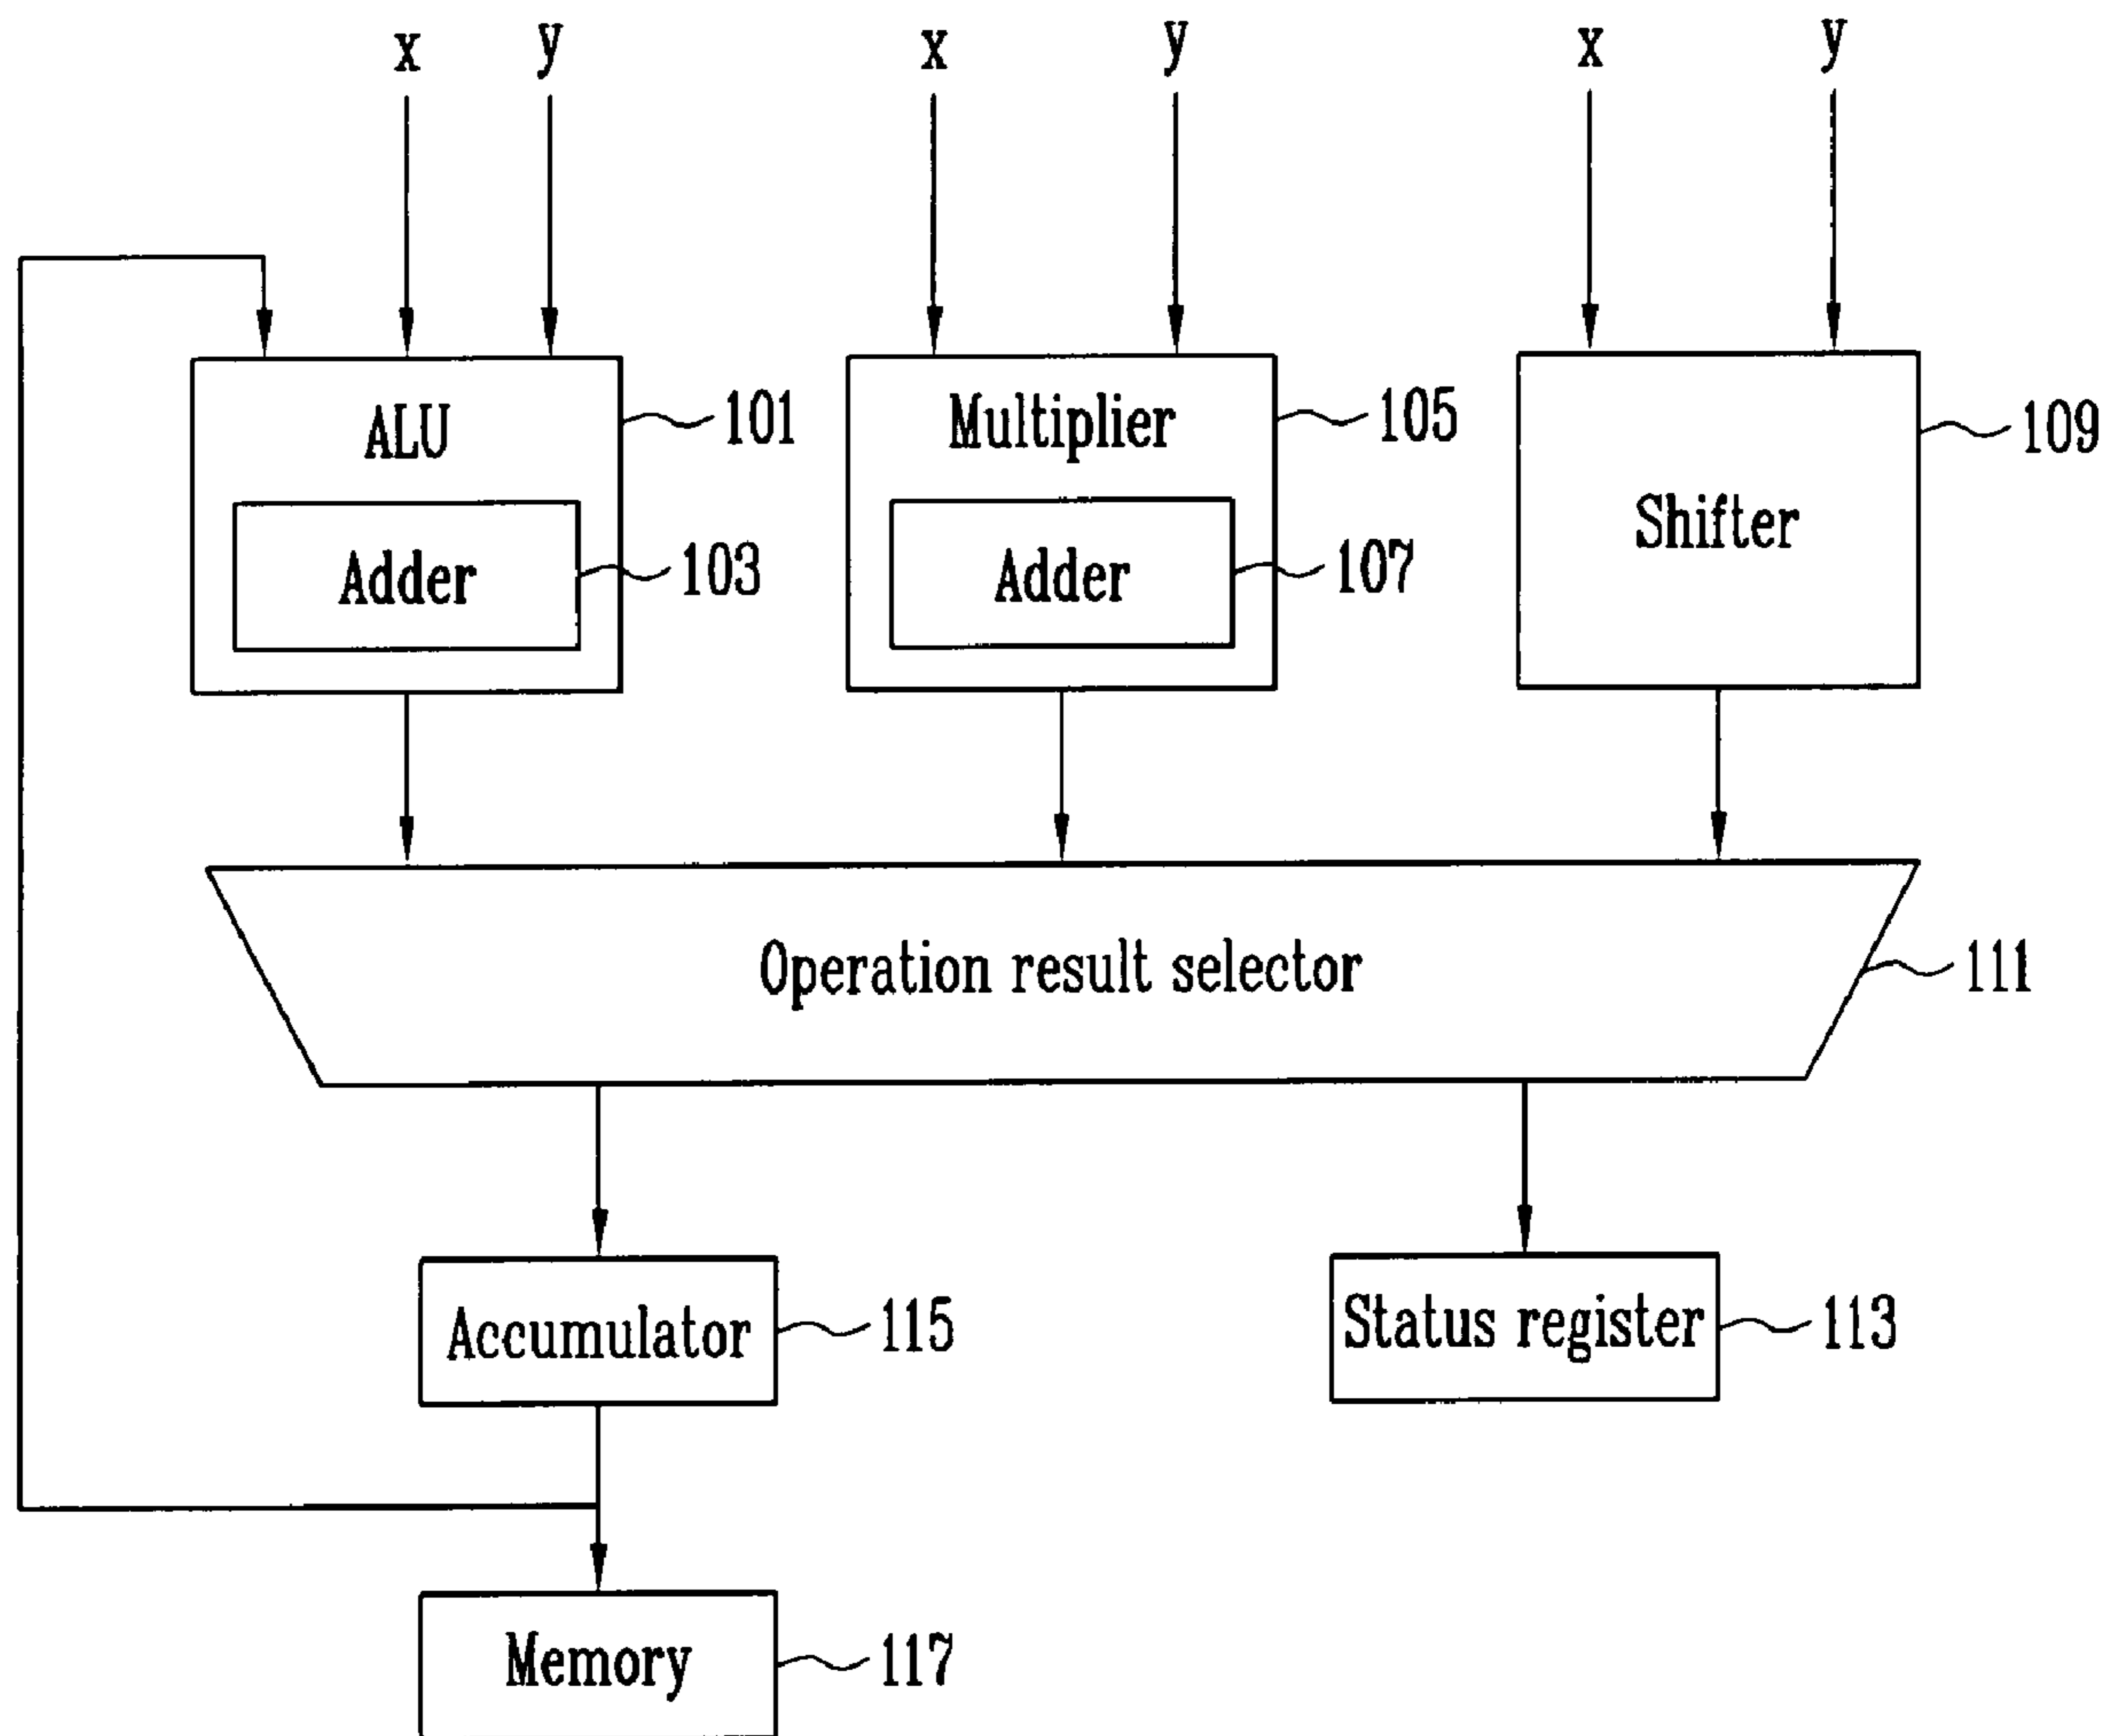 x y x y x y
ALU 101
Multiplier 105
109
Shifter
Adder 103
Adder 107
Operation result selector 111
Accumulator 115
Status register 113
Memory 117